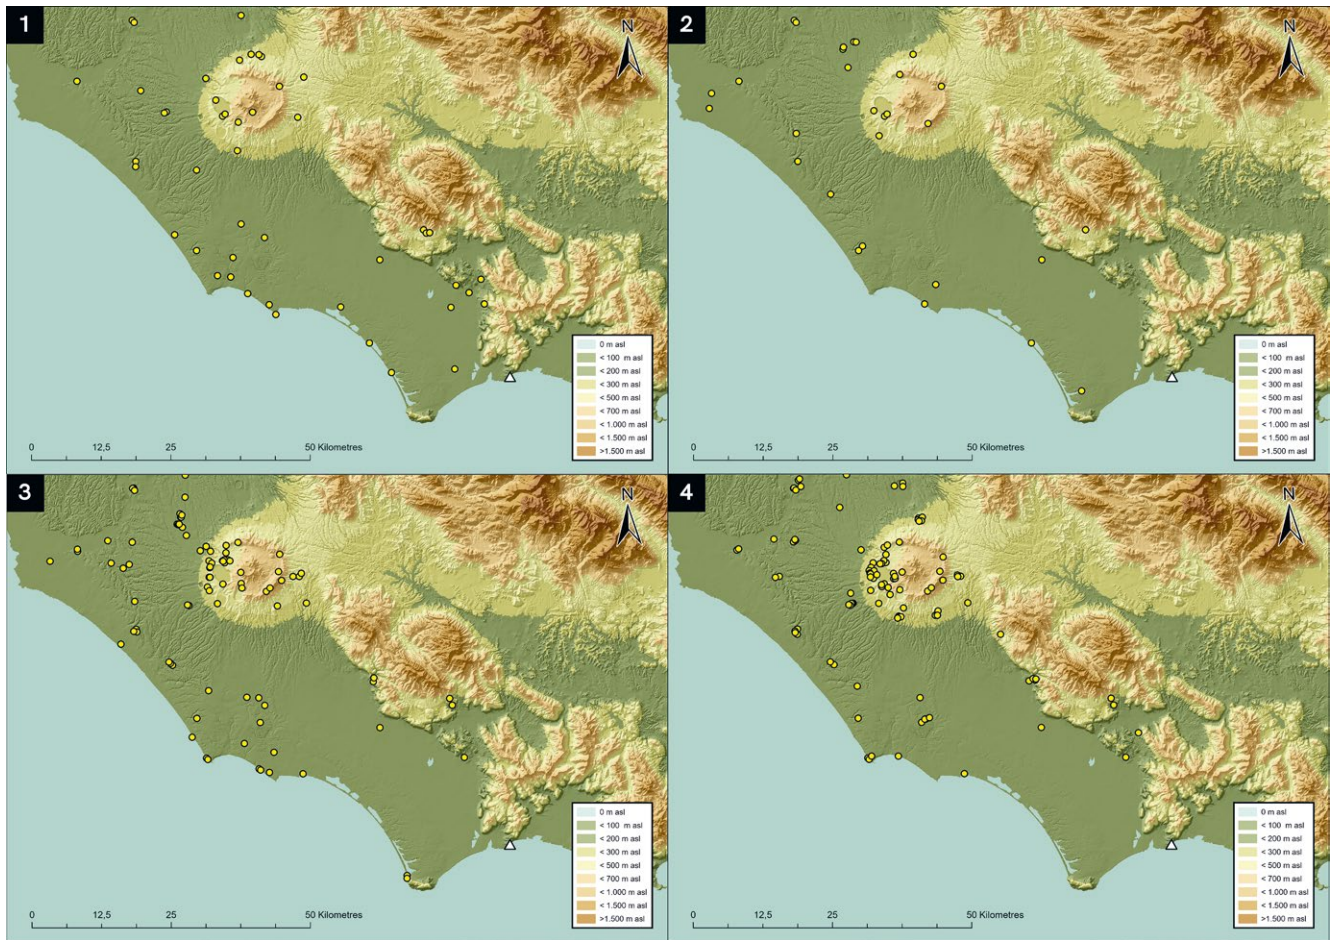 1
N
0 m asl
< 100 m asl
< 200 m asl
< 300 m asl
< 500 m asl
< 700 m asl
< 1.000 m asl
< 1.500 m asl
>1.500 m asl
0 12,5 25 50 Kilometres
2
N
0 m asl
< 100 m asl
< 200 m asl
< 300 m asl
< 500 m asl
< 700 m asl
< 1.000 m asl
< 1.500 m asl
>1.500 m asl
0 12,5 25 50 Kilometres
3
N
0 m asl
< 100 m asl
< 200 m asl
< 300 m asl
< 500 m asl
< 700 m asl
< 1.000 m asl
< 1.500 m asl
>1.500 m asl
0 12,5 25 50 Kilometres
4
N
0 m asl
< 100 m asl
< 200 m asl
< 300 m asl
< 500 m asl
< 700 m asl
< 1.000 m asl
< 1.500 m asl
>1.500 m asl
0 12,5 25 50 Kilometres